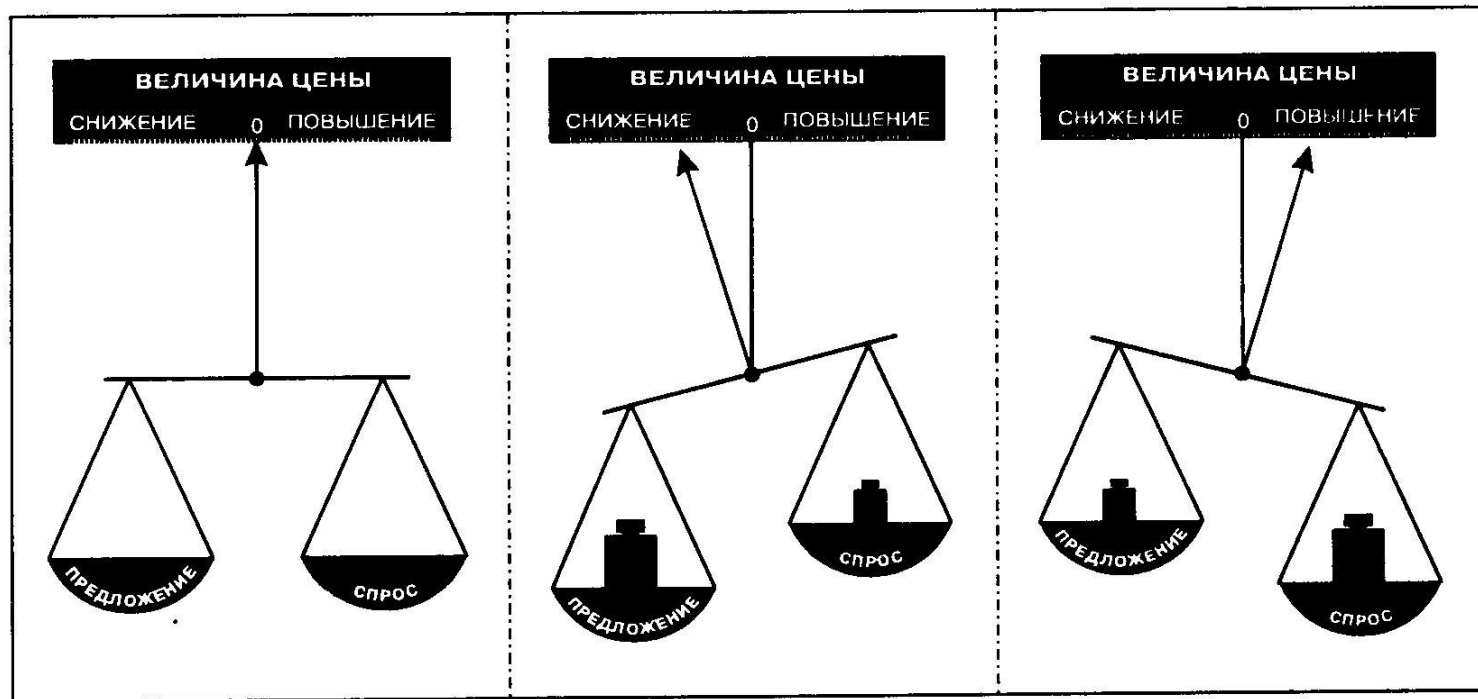 ВЕЛИЧИНА ЦЕНЫ
СНИЖЕНИЕ 0 ПОВЫШЕНИЕ
ПРЕДЛОЖЕНИЕ
СПРОС
ВЕЛИЧИНА ЦЕНЫ
СНИЖЕНИЕ 0 ПОВЫШЕНИЕ
ПРЕДЛОЖЕНИЕ
СПРОС
ВЕЛИЧИНА ЦЕНЫ
СНИЖЕНИЕ 0 ПОВЫШЕНИЕ
ПРЕДЛОЖЕНИЕ
СПРОС